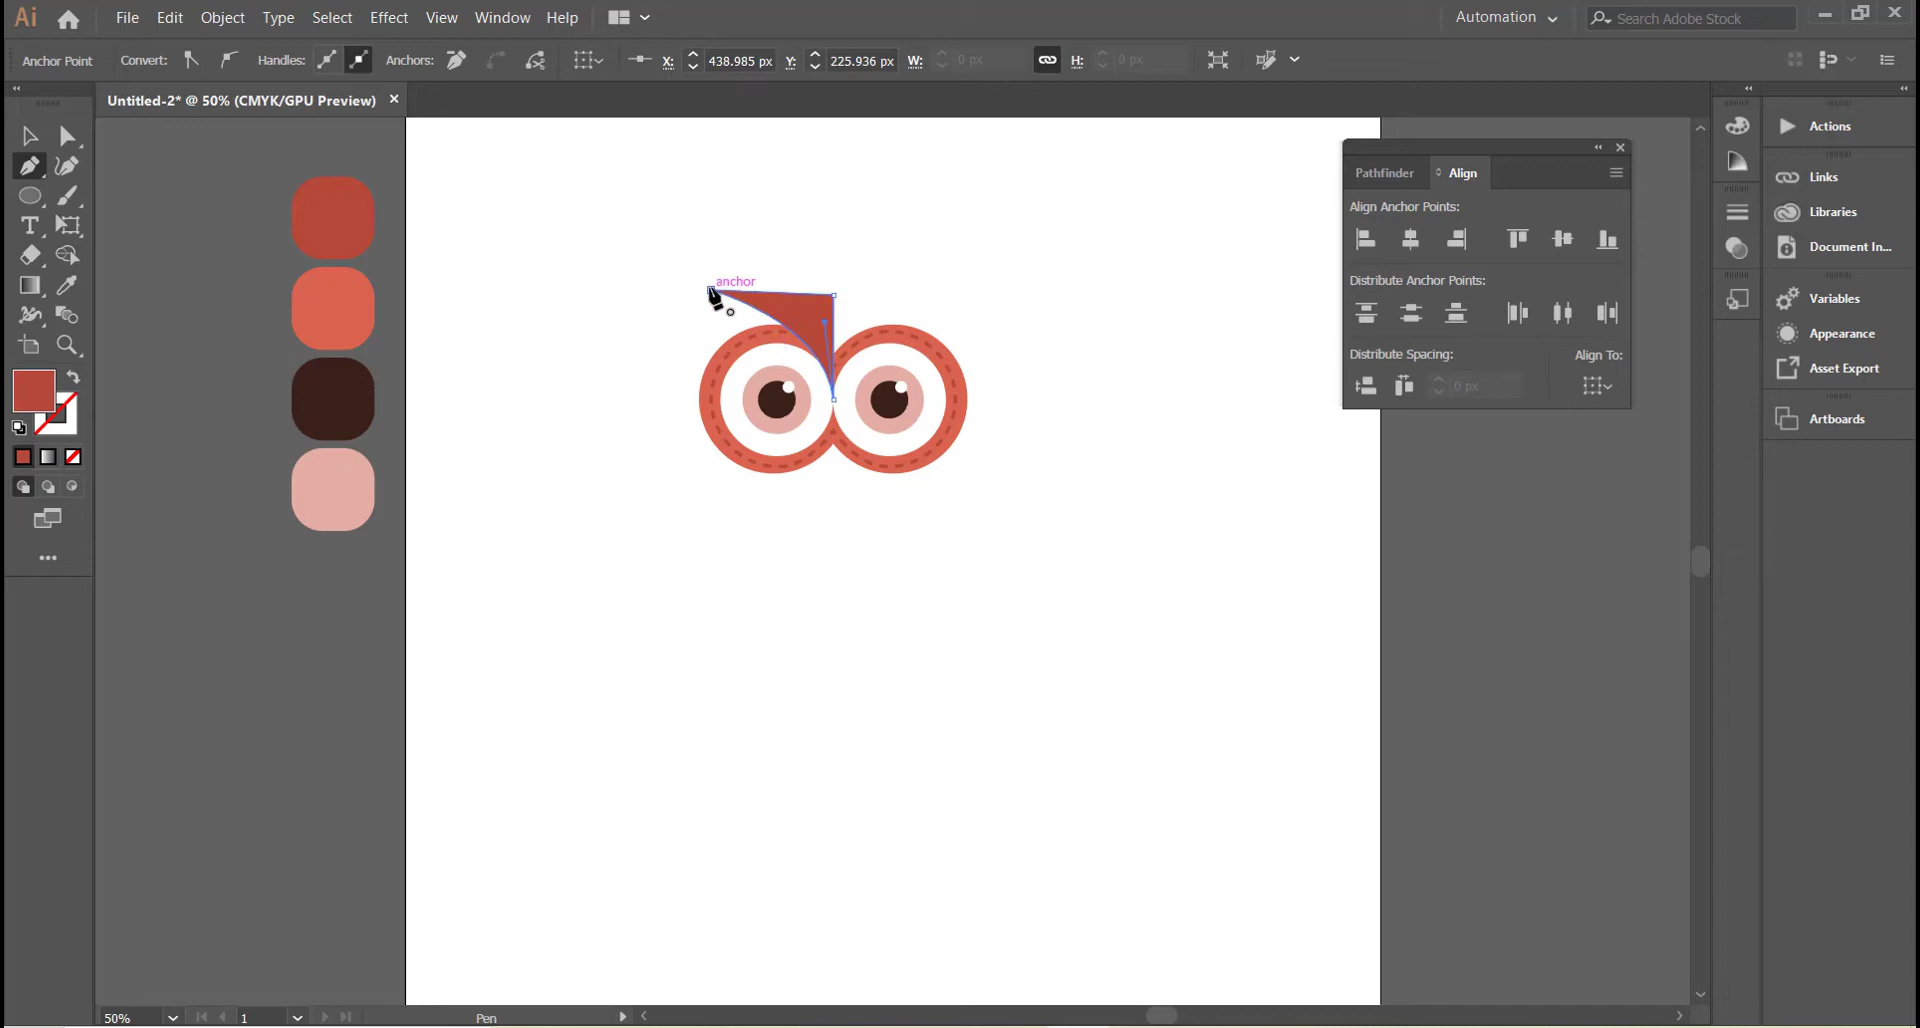 Ai File Edit Object Type Select Effect View Window Help Automation Search Adobe Stock
Anchor Point Convert: Handles: Anchors: X: 438.985 px Y: 225.936 px W: 0 px H: 0 px
Untitled-2* @ 50% (CMYK/GPU Preview)
Pathfinder Align
Align Anchor Points:
Distribute Anchor Points:
Distribute Spacing: Align To:
0 px
Actions
Links
Libraries
Document In...
Variables
Appearance
Asset Export
Artboards
anchor
50% 1 Pen